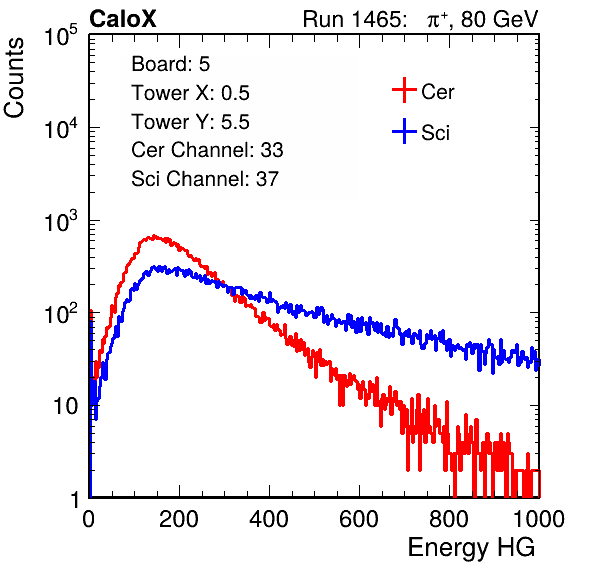 CaloX Run 1465: π⁺, 80 GeV
Counts
Board: 5
Tower X: 0.5
Tower Y: 5.5
Cer Channel: 33
Sci Channel: 37
Cer
Sci
10⁵
10⁴
10³
10²
10
1
0 200 400 600 800 1000
Energy HG